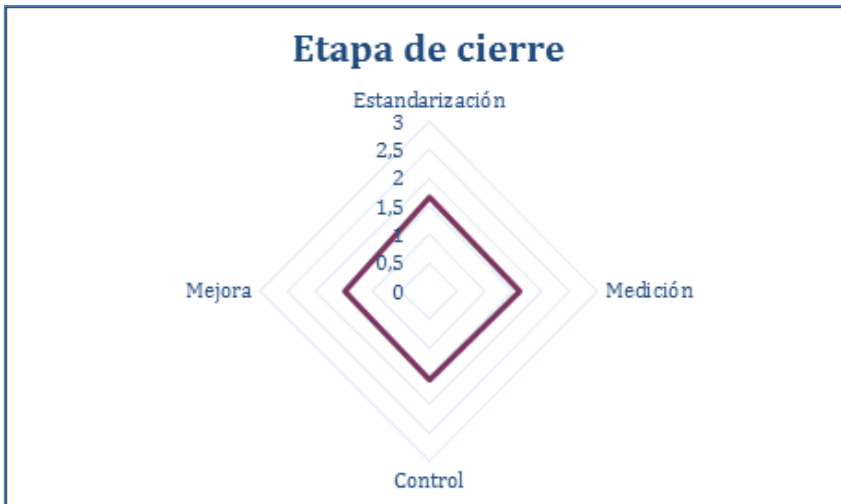 Etapa de cierre
Estandarización
3
2,5
2
1,5
1
0,5
0
Mejora
Medición
Control